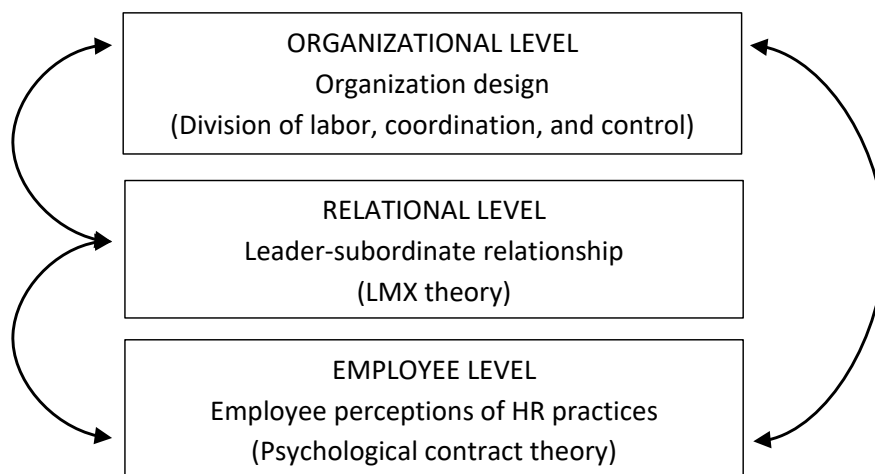 ORGANIZATIONAL LEVEL
Organization design
(Division of labor, coordination, and control)
RELATIONAL LEVEL
Leader-subordinate relationship
(LMX theory)
EMPLOYEE LEVEL
Employee perceptions of HR practices
(Psychological contract theory)